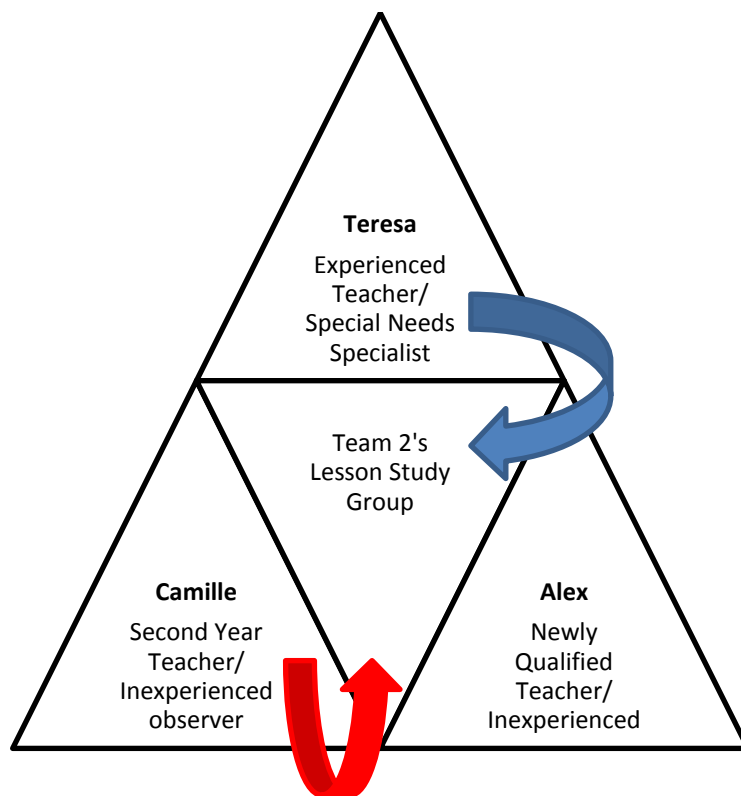 Teresa
Experienced
Teacher/
Special Needs
Specialist
Team 2's
Lesson Study
Group
Camille
Second Year
Teacher/
Inexperienced
observer
Alex
Newly
Qualified
Teacher/
Inexperienced